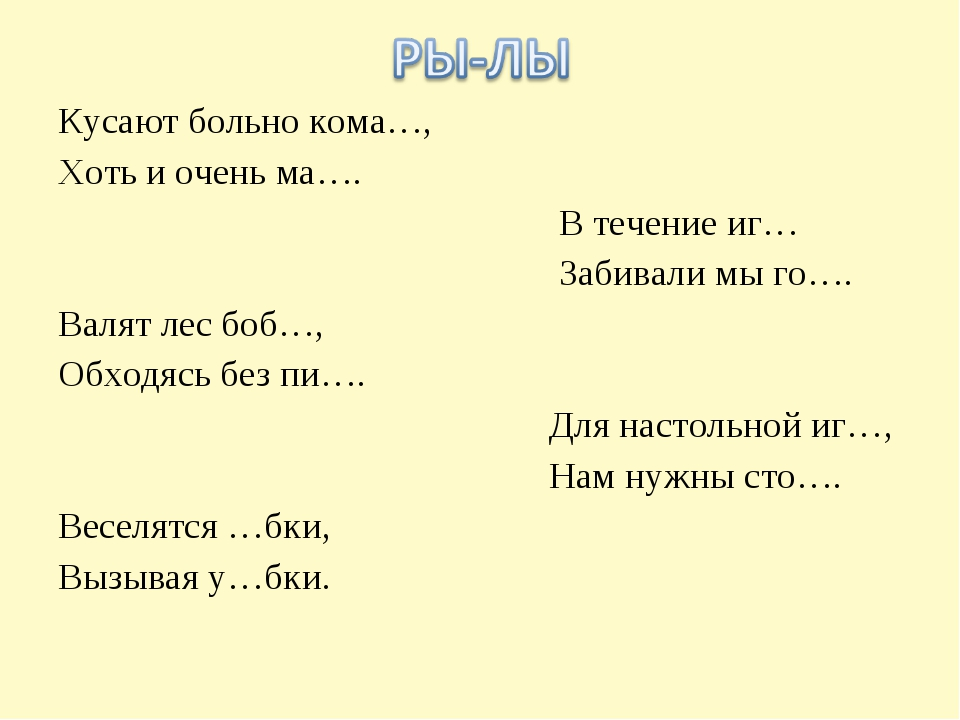 РЫ-ЛЫ
Кусают больно кома…,
Хоть и очень ма….
В течение иг…
Забивали мы го….
Валят лес боб…,
Обходясь без пи….
Для настольной иг…,
Нам нужны сто….
Веселятся …бки,
Вызывая у…бки.